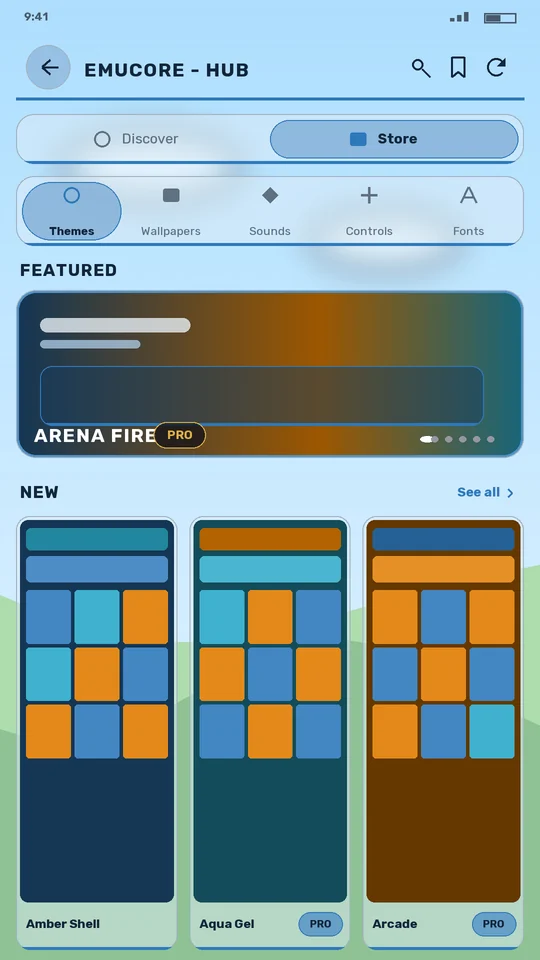 9:41
EMUCORE - HUB
Discover
Store
Themes
Wallpapers
Sounds
Controls
Fonts
FEATURED
ARENA FIRE
PRO
NEW
See all
Amber Shell
Aqua Gel
PRO
Arcade
PRO